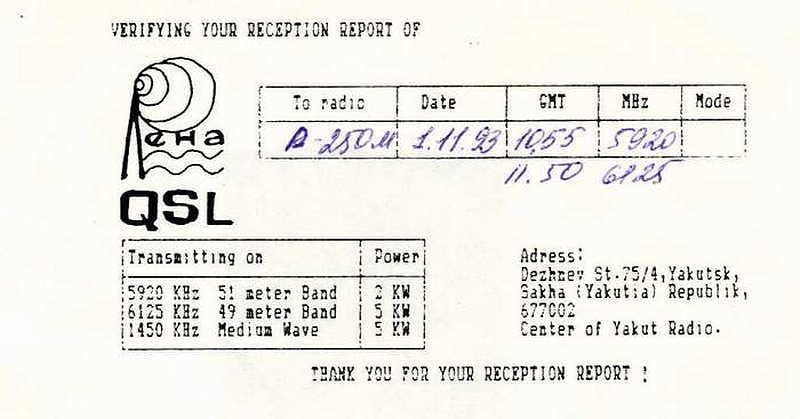 VERIFYING YOUR RECEPTION REPORT OF
Лена
QSL
To radio Date GMT MHz Mode
Р-250М 1.11.93 10.55 5920
11.50 6125
Transmitting on Power
5920 KHz 51 meter Band 2 KW
6125 KHz 49 meter Band 5 KW
1450 KHz Medium Wave 5 KW
Adress:
Dezhnev St.75/4,Yakutsk,
Sakha (Yakutia) Republik,
677002
Center of Yakut Radio.
THANK YOU FOR YOUR RECEPTION REPORT !